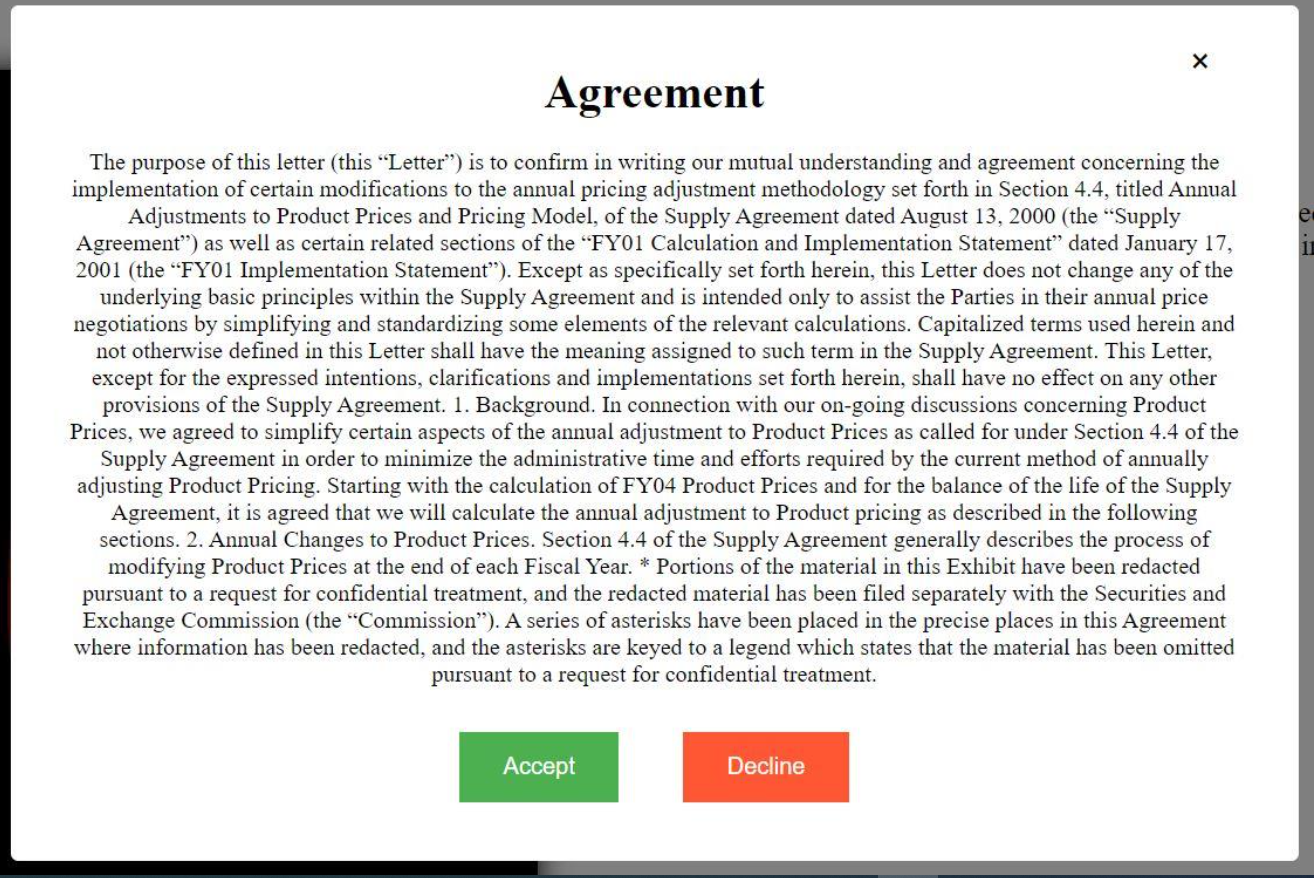 ×
Agreement
The purpose of this letter (this “Letter”) is to confirm in writing our mutual understanding and agreement concerning the
implementation of certain modifications to the annual pricing adjustment methodology set forth in Section 4.4, titled Annual
Adjustments to Product Prices and Pricing Model, of the Supply Agreement dated August 13, 2000 (the “Supply
Agreement”) as well as certain related sections of the “FY01 Calculation and Implementation Statement” dated January 17,
2001 (the “FY01 Implementation Statement”). Except as specifically set forth herein, this Letter does not change any of the
underlying basic principles within the Supply Agreement and is intended only to assist the Parties in their annual price
negotiations by simplifying and standardizing some elements of the relevant calculations. Capitalized terms used herein and
not otherwise defined in this Letter shall have the meaning assigned to such term in the Supply Agreement. This Letter,
except for the expressed intentions, clarifications and implementations set forth herein, shall have no effect on any other
provisions of the Supply Agreement. 1. Background. In connection with our on-going discussions concerning Product
Prices, we agreed to simplify certain aspects of the annual adjustment to Product Prices as called for under Section 4.4 of the
Supply Agreement in order to minimize the administrative time and efforts required by the current method of annually
adjusting Product Pricing. Starting with the calculation of FY04 Product Prices and for the balance of the life of the Supply
Agreement, it is agreed that we will calculate the annual adjustment to Product pricing as described in the following
sections. 2. Annual Changes to Product Prices. Section 4.4 of the Supply Agreement generally describes the process of
modifying Product Prices at the end of each Fiscal Year. * Portions of the material in this Exhibit have been redacted
pursuant to a request for confidential treatment, and the redacted material has been filed separately with the Securities and
Exchange Commission (the “Commission”). A series of asterisks have been placed in the precise places in this Agreement
where information has been redacted, and the asterisks are keyed to a legend which states that the material has been omitted
pursuant to a request for confidential treatment.
Accept
Decline